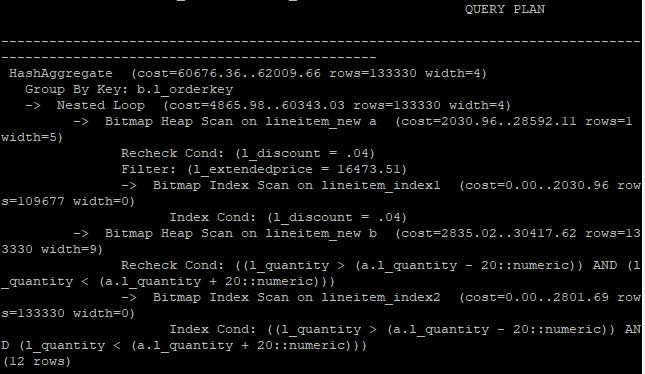 QUERY PLAN
--------------------------------------------------------------------------------
-----------------------------------------------
HashAggregate (cost=60676.36..62009.66 rows=133330 width=4)
Group By Key: b.l_orderkey
-> Nested Loop (cost=4865.98..60343.03 rows=133330 width=4)
-> Bitmap Heap Scan on lineitem_new a (cost=2030.96..28592.11 rows=1
width=5)
Recheck Cond: (l_discount = .04)
Filter: (l_extendedprice = 16473.51)
-> Bitmap Index Scan on lineitem_index1 (cost=0.00..2030.96 row
s=109677 width=0)
Index Cond: (l_discount = .04)
-> Bitmap Heap Scan on lineitem_new b (cost=2835.02..30417.62 rows=13
3330 width=9)
Recheck Cond: ((l_quantity > (a.l_quantity - 20::numeric)) AND (l
_quantity < (a.l_quantity + 20::numeric)))
-> Bitmap Index Scan on lineitem_index2 (cost=0.00..2801.69 row
s=133330 width=0)
Index Cond: ((l_quantity > (a.l_quantity - 20::numeric)) AN
D (l_quantity < (a.l_quantity + 20::numeric)))
(12 rows)